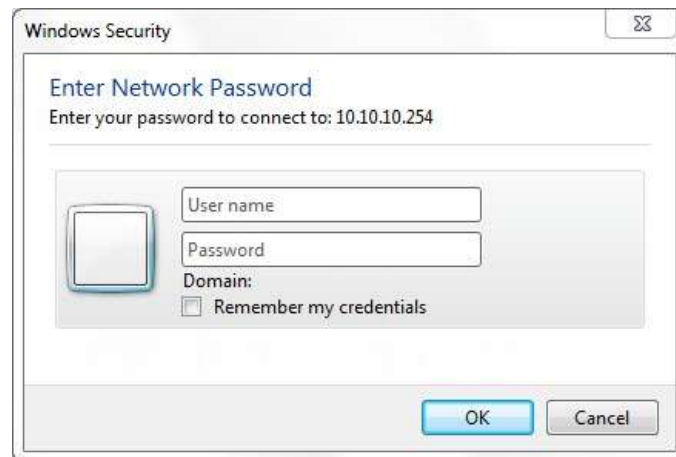 Windows Security
Enter Network Password
Enter your password to connect to: 10.10.10.254
User name
Password
Domain:
Remember my credentials
OK Cancel